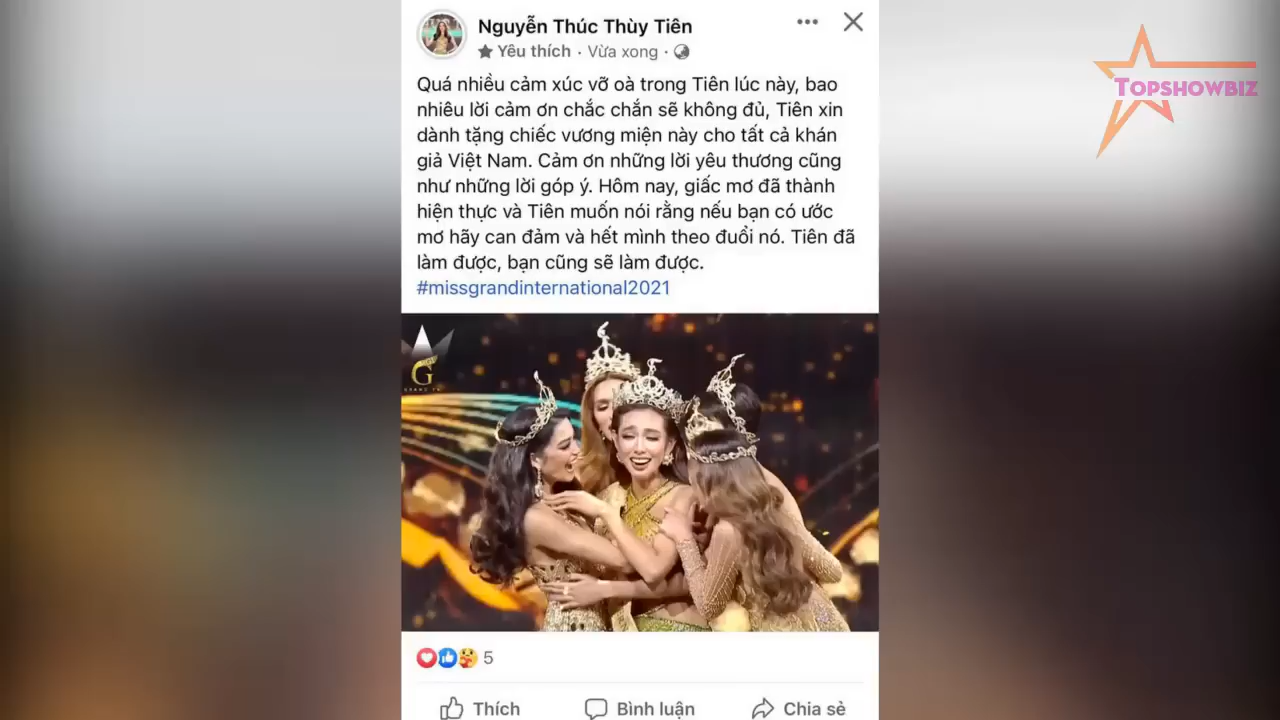 Nguyễn Thúc Thùy Tiên
Yêu thích · Vừa xong ·
TOPSHOWBIZ
Quá nhiều cảm xúc vỡ oà trong Tiên lúc này, bao
nhiêu lời cảm ơn chắc chắn sẽ không đủ, Tiên xin
dành tặng chiếc vương miện này cho tất cả khán
giả Việt Nam. Cảm ơn những lời yêu thương cũng
như những lời góp ý. Hôm nay, giấc mơ đã thành
hiện thực và Tiên muốn nói rằng nếu bạn có ước
mơ hãy can đảm và hết mình theo đuổi nó. Tiên đã
làm được, bạn cũng sẽ làm được.
#missgrandinternational2021
G
5
Thích
Bình luận
Chia sẻ